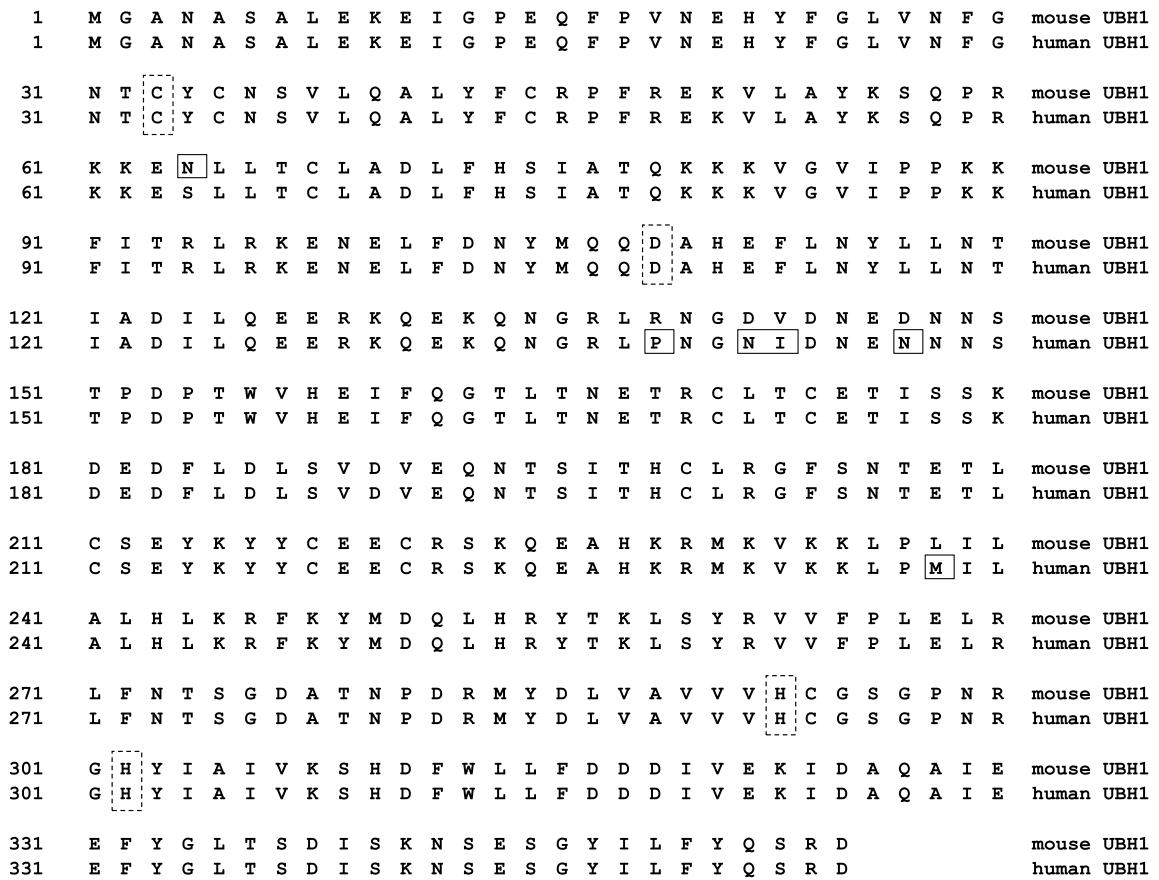 1 M G A N A S A L E K E I G P E Q F P V N E H Y F G L V N F G mouse UBH1
1 M G A N A S A L E K E I G P E Q F P V N E H Y F G L V N F G human UBH1
31 N T C Y C N S V L Q A L Y F C R P F R E K V L A Y K S Q P R mouse UBH1
31 N T C Y C N S V L Q A L Y F C R P F R E K V L A Y K S Q P R human UBH1
61 K K E N L L T C L A D L F H S I A T Q K K K V G V I P P K K mouse UBH1
61 K K E S L L T C L A D L F H S I A T Q K K K V G V I P P K K human UBH1
91 F I T R L R K E N E L F D N Y M Q Q D A H E F L N Y L L N T mouse UBH1
91 F I T R L R K E N E L F D N Y M Q Q D A H E F L N Y L L N T human UBH1
121 I A D I L Q E E R K Q E K Q N G R L R N G D V D N E D N N S mouse UBH1
121 I A D I L Q E E R K Q E K Q N G R L P N G N I D N E N N N S human UBH1
151 T P D P T W V H E I F Q G T L T N E T R C L T C E T I S S K mouse UBH1
151 T P D P T W V H E I F Q G T L T N E T R C L T C E T I S S K human UBH1
181 D E D F L D L S V D V E Q N T S I T H C L R G F S N T E T L mouse UBH1
181 D E D F L D L S V D V E Q N T S I T H C L R G F S N T E T L human UBH1
211 C S E Y K Y Y C E E C R S K Q E A H K R M K V K K L P L I L mouse UBH1
211 C S E Y K Y Y C E E C R S K Q E A H K R M K V K K L P M I L human UBH1
241 A L H L K R F K Y M D Q L H R Y T K L S Y R V V F P L E L R mouse UBH1
241 A L H L K R F K Y M D Q L H R Y T K L S Y R V V F P L E L R human UBH1
271 L F N T S G D A T N P D R M Y D L V A V V V H C G S G P N R mouse UBH1
271 L F N T S G D A T N P D R M Y D L V A V V V H C G S G P N R human UBH1
301 G H Y I A I V K S H D F W L L F D D D I V E K I D A Q A I E mouse UBH1
301 G H Y I A I V K S H D F W L L F D D D I V E K I D A Q A I E human UBH1
331 E F Y G L T S D I S K N S E S G Y I L F Y Q S R D mouse UBH1
331 E F Y G L T S D I S K N S E S G Y I L F Y Q S R D human UBH1